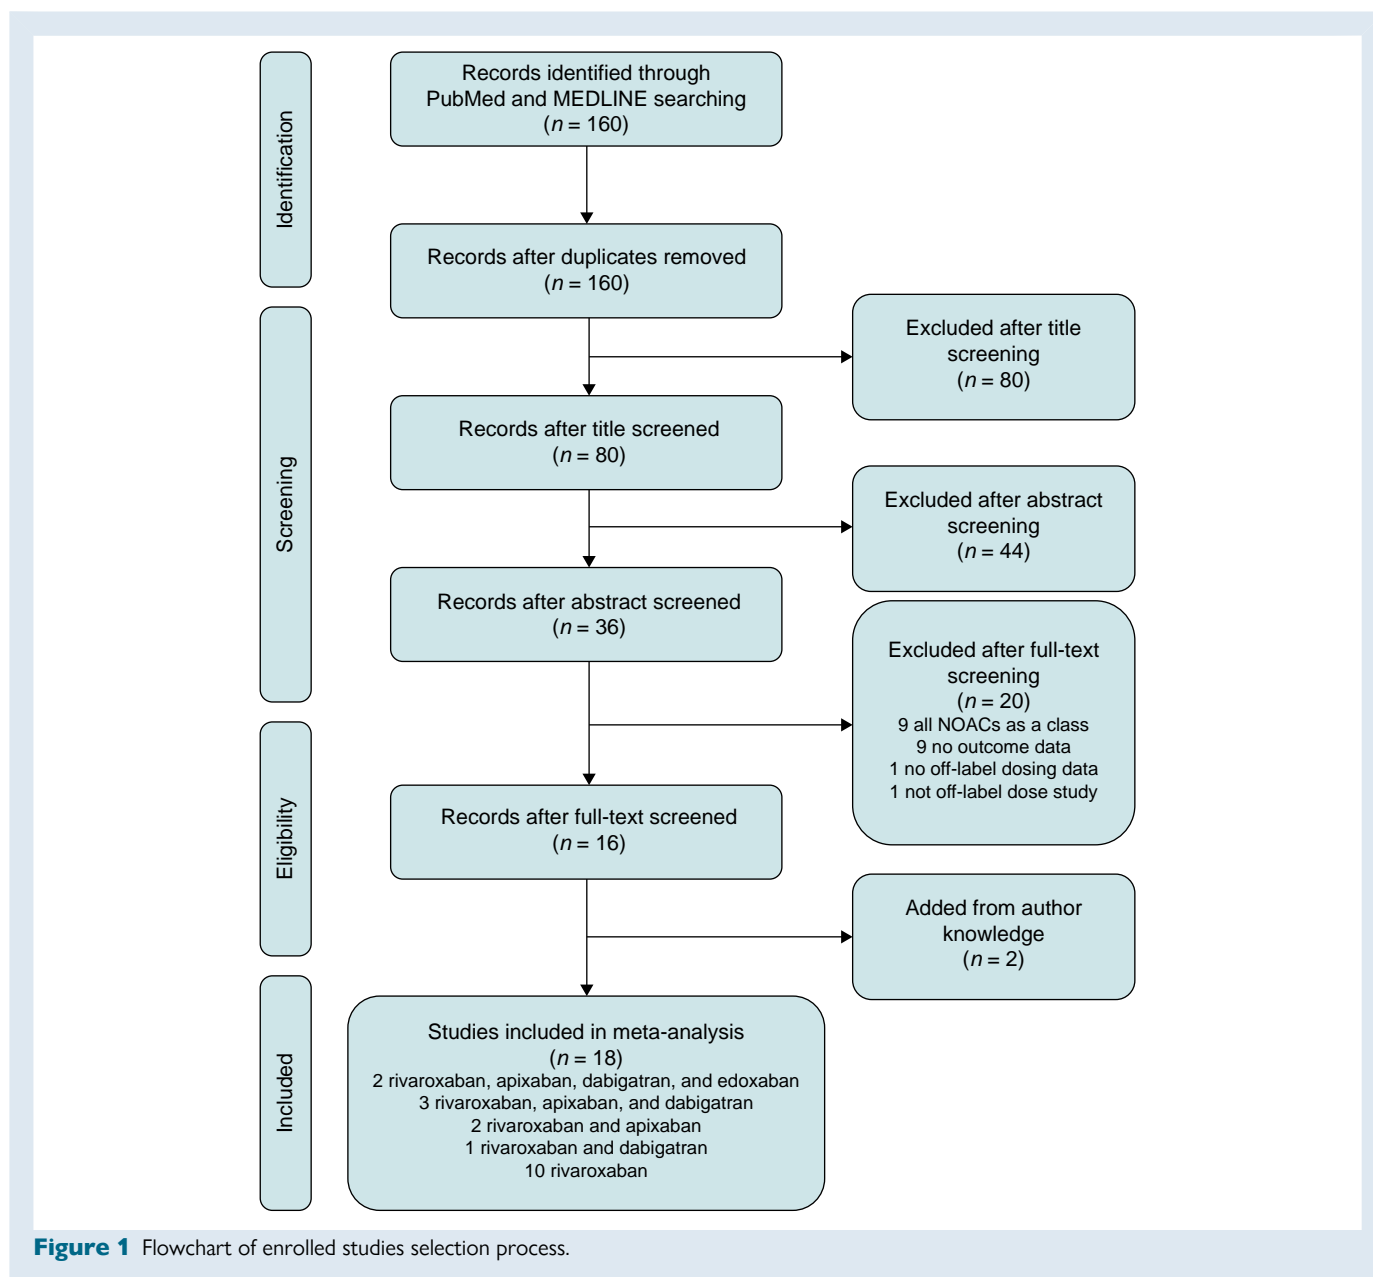 Identification
Records identified through
PubMed and MEDLINE searching
(n = 160)
Records after duplicates removed
(n = 160)
Screening
Excluded after title
screening
(n = 80)
Records after title screened
(n = 80)
Excluded after abstract
screening
(n = 44)
Records after abstract screened
(n = 36)
Excluded after full-text
screening
(n = 20)
9 all NOACs as a class
9 no outcome data
1 no off-label dosing data
1 not off-label dose study
Eligibility
Records after full-text screened
(n = 16)
Added from author
knowledge
(n = 2)
Included
Studies included in meta-analysis
(n = 18)
2 rivaroxaban, apixaban, dabigatran, and edoxaban
3 rivaroxaban, apixaban, and dabigatran
2 rivaroxaban and apixaban
1 rivaroxaban and dabigatran
10 rivaroxaban
Figure 1 Flowchart of enrolled studies selection process.